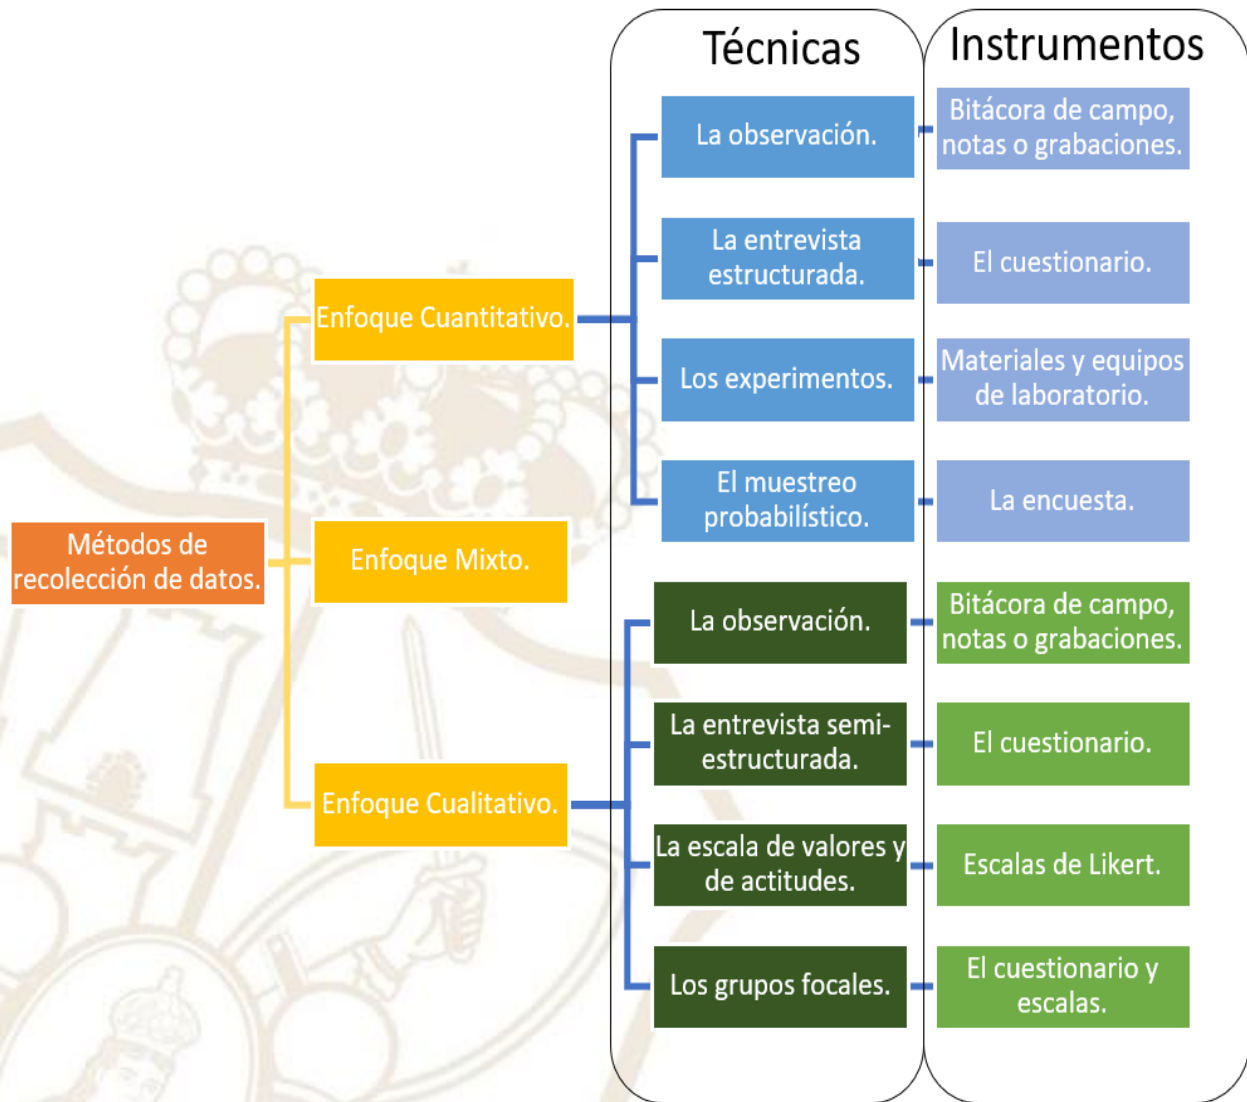 Técnicas
Instrumentos
La observación.
Bitácora de campo,
notas o grabaciones.
La entrevista
estructurada.
El cuestionario.
Enfoque Cuantitativo.
Los experimentos.
Materiales y equipos
de laboratorio.
El muestreo
probabilístico.
La encuesta.
Métodos de
recolección de datos.
Enfoque Mixto.
La observación.
Bitácora de campo,
notas o grabaciones.
La entrevista semi-
estructurada.
El cuestionario.
Enfoque Cualitativo.
La escala de valores y
de actitudes.
Escalas de Likert.
Los grupos focales.
El cuestionario y
escalas.